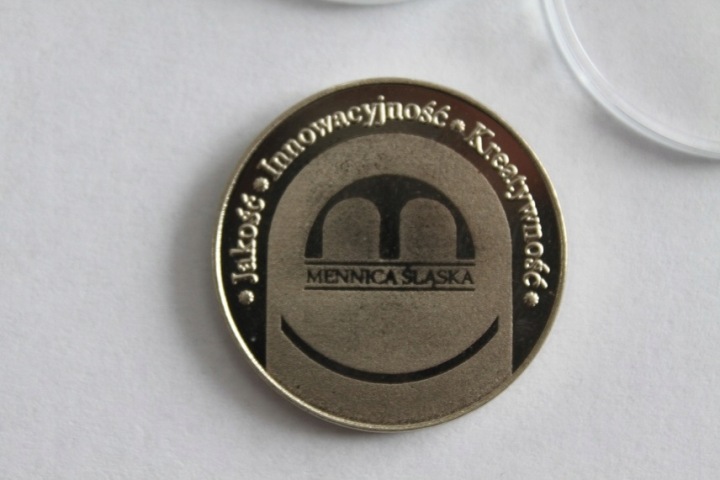 Jakość * Innowacyjność * Kreatywność *
MENNICA ŚLĄSKA